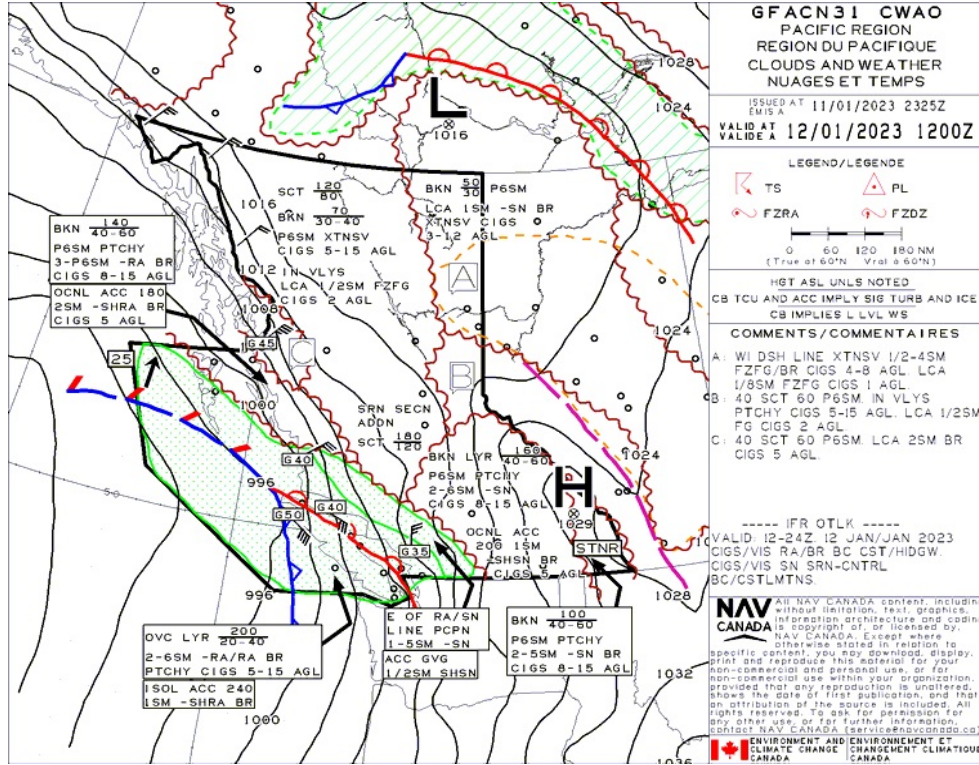 GFACN31 CWAO
PACIFIC REGION
REGION DU PACIFIQUE
CLOUDS AND WEATHER
NUAGES ET TEMPS
ISSUED AT 11/01/2023 2325Z
ÉMIS A
VALID AT 12/01/2023 1200Z
VALIDE A
LEGEND/LÉGENDE
TS
PL
FZRA
FZDZ
0 60 120 180 NM
(True at 60°N Vrai à 60°N)
HGT ASL UNLS NOTED
CB TCU AND ACC IMPLY SIG TURB AND ICE
CB IMPLIES L LVL WS
COMMENTS/COMMENTAIRES
A: WI DSH LINE XTNSV 1/2-4SM
FZFG/BR CIGS 4-8 AGL. LCA
1/8SM FZFG CIGS 1 AGL.
B: 40 SCT 60 P6SM. IN VLYS
PTCHY CIGS 5-15 AGL. LCA 1/2SM
FG CIGS 2 AGL.
C: 40 SCT 60 P6SM. LCA 2SM BR
CIGS 5 AGL.
----- IFR OTLK -----
VALID: 12-24Z. 12 JAN/JAN 2023
CIGS/VIS RA/BR BC CST/HIDGW.
CIGS/VIS SN SRN-CNTRL
BC/CSTLMTNS.
NAV
CANADA
All NAV CANADA content, includin
without limitation, text, graphics,
information architecture and codin
is copyright of, or licensed by,
NAV CANADA. Except where
otherwise stated in relation to
specific content, you may download, display,
print and reproduce this material for your
non-commercial and personal use, or for
non-commercial use within your organization,
provided that any reproduction is unaltered,
shows the date of first publication, and that
an attribution of the source is included. All
rights reserved. To ask for permission for
any other use, or for further information,
contact NAV CANADA (service@navcanada.ca)
ENVIRONMENT AND
CLIMATE CHANGE
CANADA
ENVIRONNEMENT ET
CHANGEMENT CLIMATIQUE
CANADA
1028
1024
L
1016
1016
SCT 120/80
BKN 70/30-40
P6SM XTNSV
CIGS 5-15 AGL
IN VLYS
LCA 1/2SM FZFG
CIGS 2 AGL
BKN 50/30 P6SM
LCA 1SM -SN BR
XTNSV CIGS
3-12 AGL
BKN 140/40-60
P6SM PTCHY
3-P6SM -RA BR
CIGS 8-15 AGL
OCNL ACC 180
2SM -SHRA BR
CIGS 5 AGL
1012
1008
A
B
C
G45
25
1000
1024
1024
SRN SECN
ADDN
SCT 180/120
BKN LYR 160/40-60
P6SM PTCHY
2-6SM -SN
CIGS 8-15 AGL
OCNL ACC
200 1SM
-SHSN BR
CIGS 5 AGL
H
1029
STNR
G40
996
G50
G40
G35
50
996
1028
OVC LYR 200/20-40
2-6SM -RA/RA BR
PTCHY CIGS 5-15 AGL
ISOL ACC 240
1SM -SHRA BR
E OF RA/SN
LINE PCPN
1-5SM -SN
ACC GVG
1/2SM SHSN
BKN 100/40-60
P6SM PTCHY
2-5SM -SN BR
CIGS 8-15 AGL
1000
1032
1036